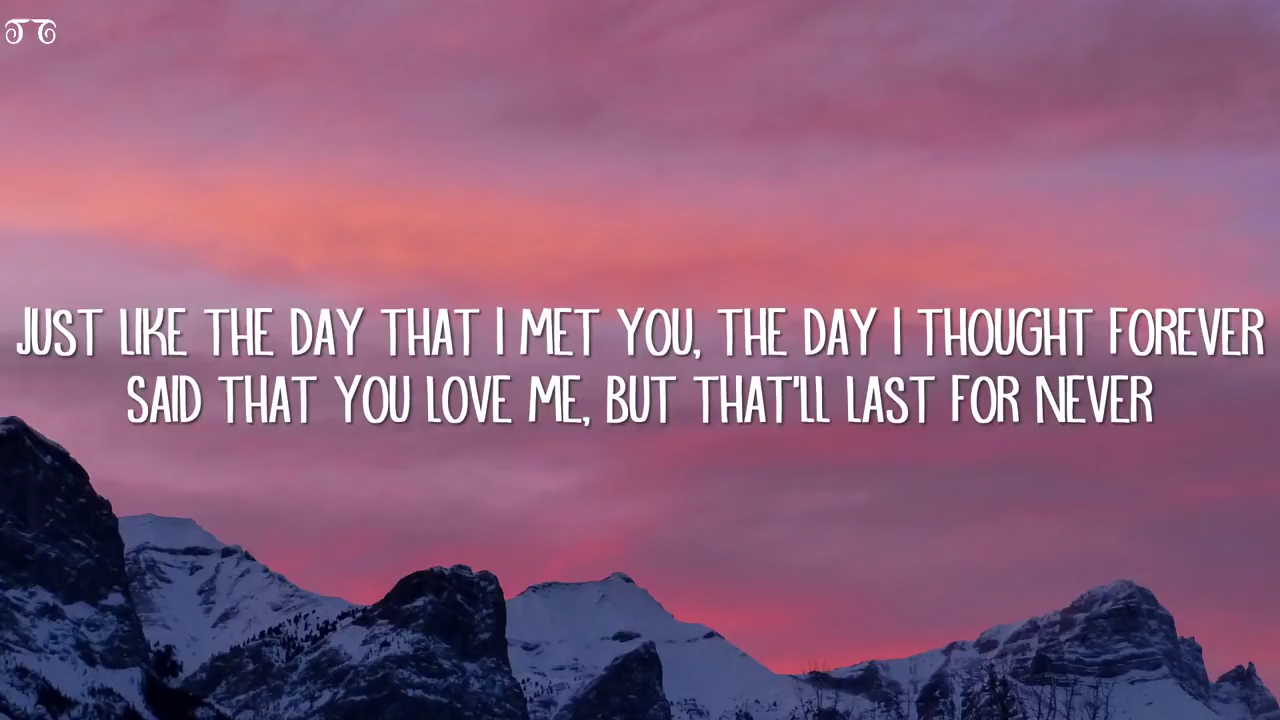 JUST LIKE THE DAY THAT I MET YOU, THE DAY I THOUGHT FOREVER
SAID THAT YOU LOVE ME, BUT THAT'LL LAST FOR NEVER